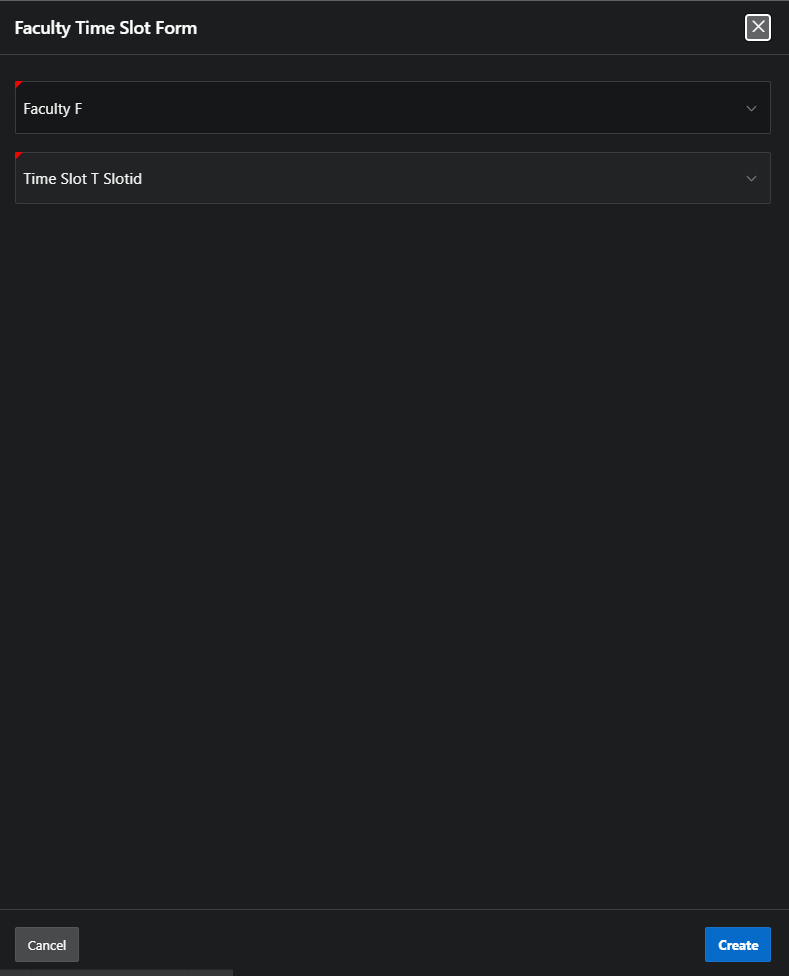 Faculty Time Slot Form
Faculty F
Time Slot T Slotid
Cancel
Create